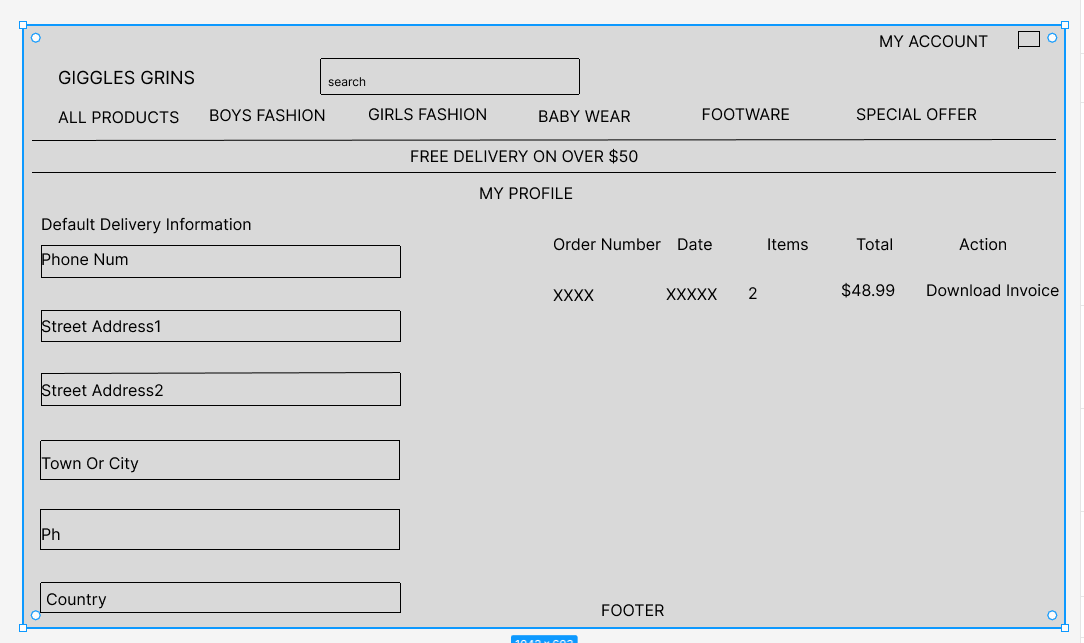 MY ACCOUNT
GIGGLES GRINS
search
ALL PRODUCTS BOYS FASHION GIRLS FASHION BABY WEAR FOOTWARE SPECIAL OFFER
FREE DELIVERY ON OVER $50
MY PROFILE
Default Delivery Information
Phone Num
Street Address1
Street Address2
Town Or City
Ph
Country
Order Number Date Items Total Action
XXXX XXXXX 2 $48.99 Download Invoice
FOOTER